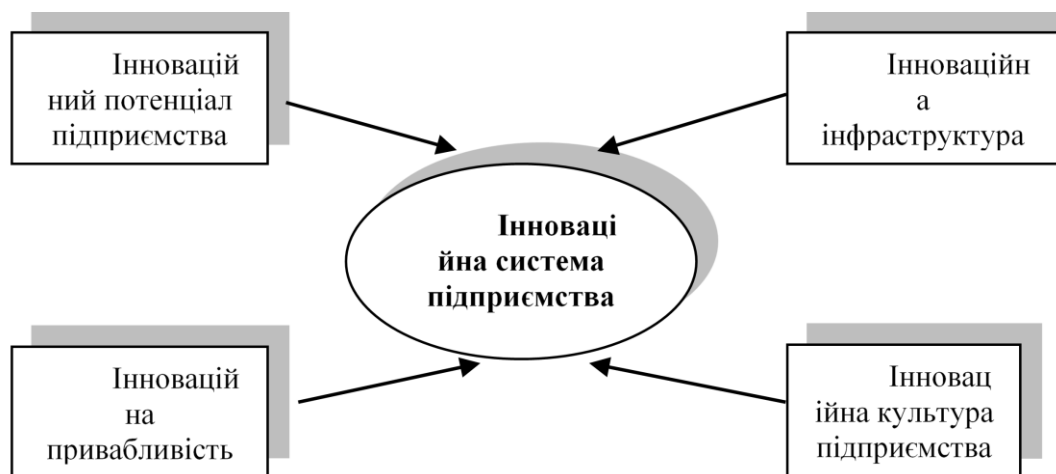 Інновацій
ний потенціал
підприємства
Інноваційн
а
інфраструктура
Інноваці
йна система
підприємства
Інновацій
на
привабливість
Інновац
ійна культура
підприємства